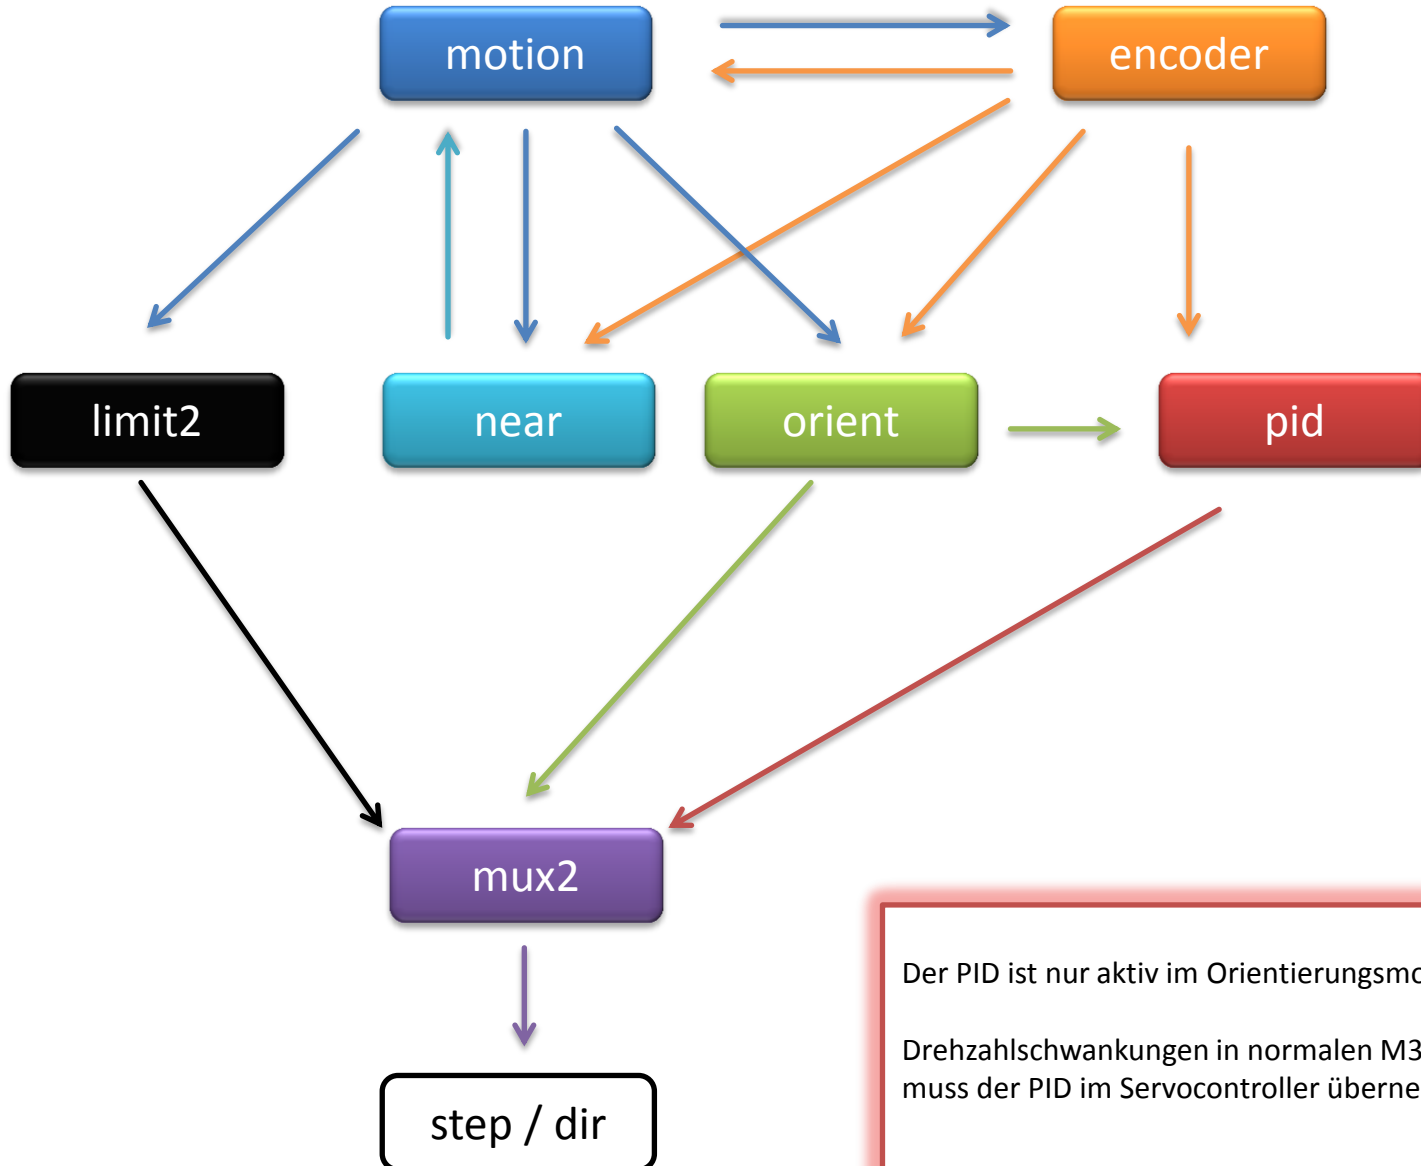 motion
encoder
limit2
near
orient
pid
mux2
step / dir
Der PID ist nur aktiv im
Drehzahlschwankungen in normalen M3
muss der PID im Servocontroller